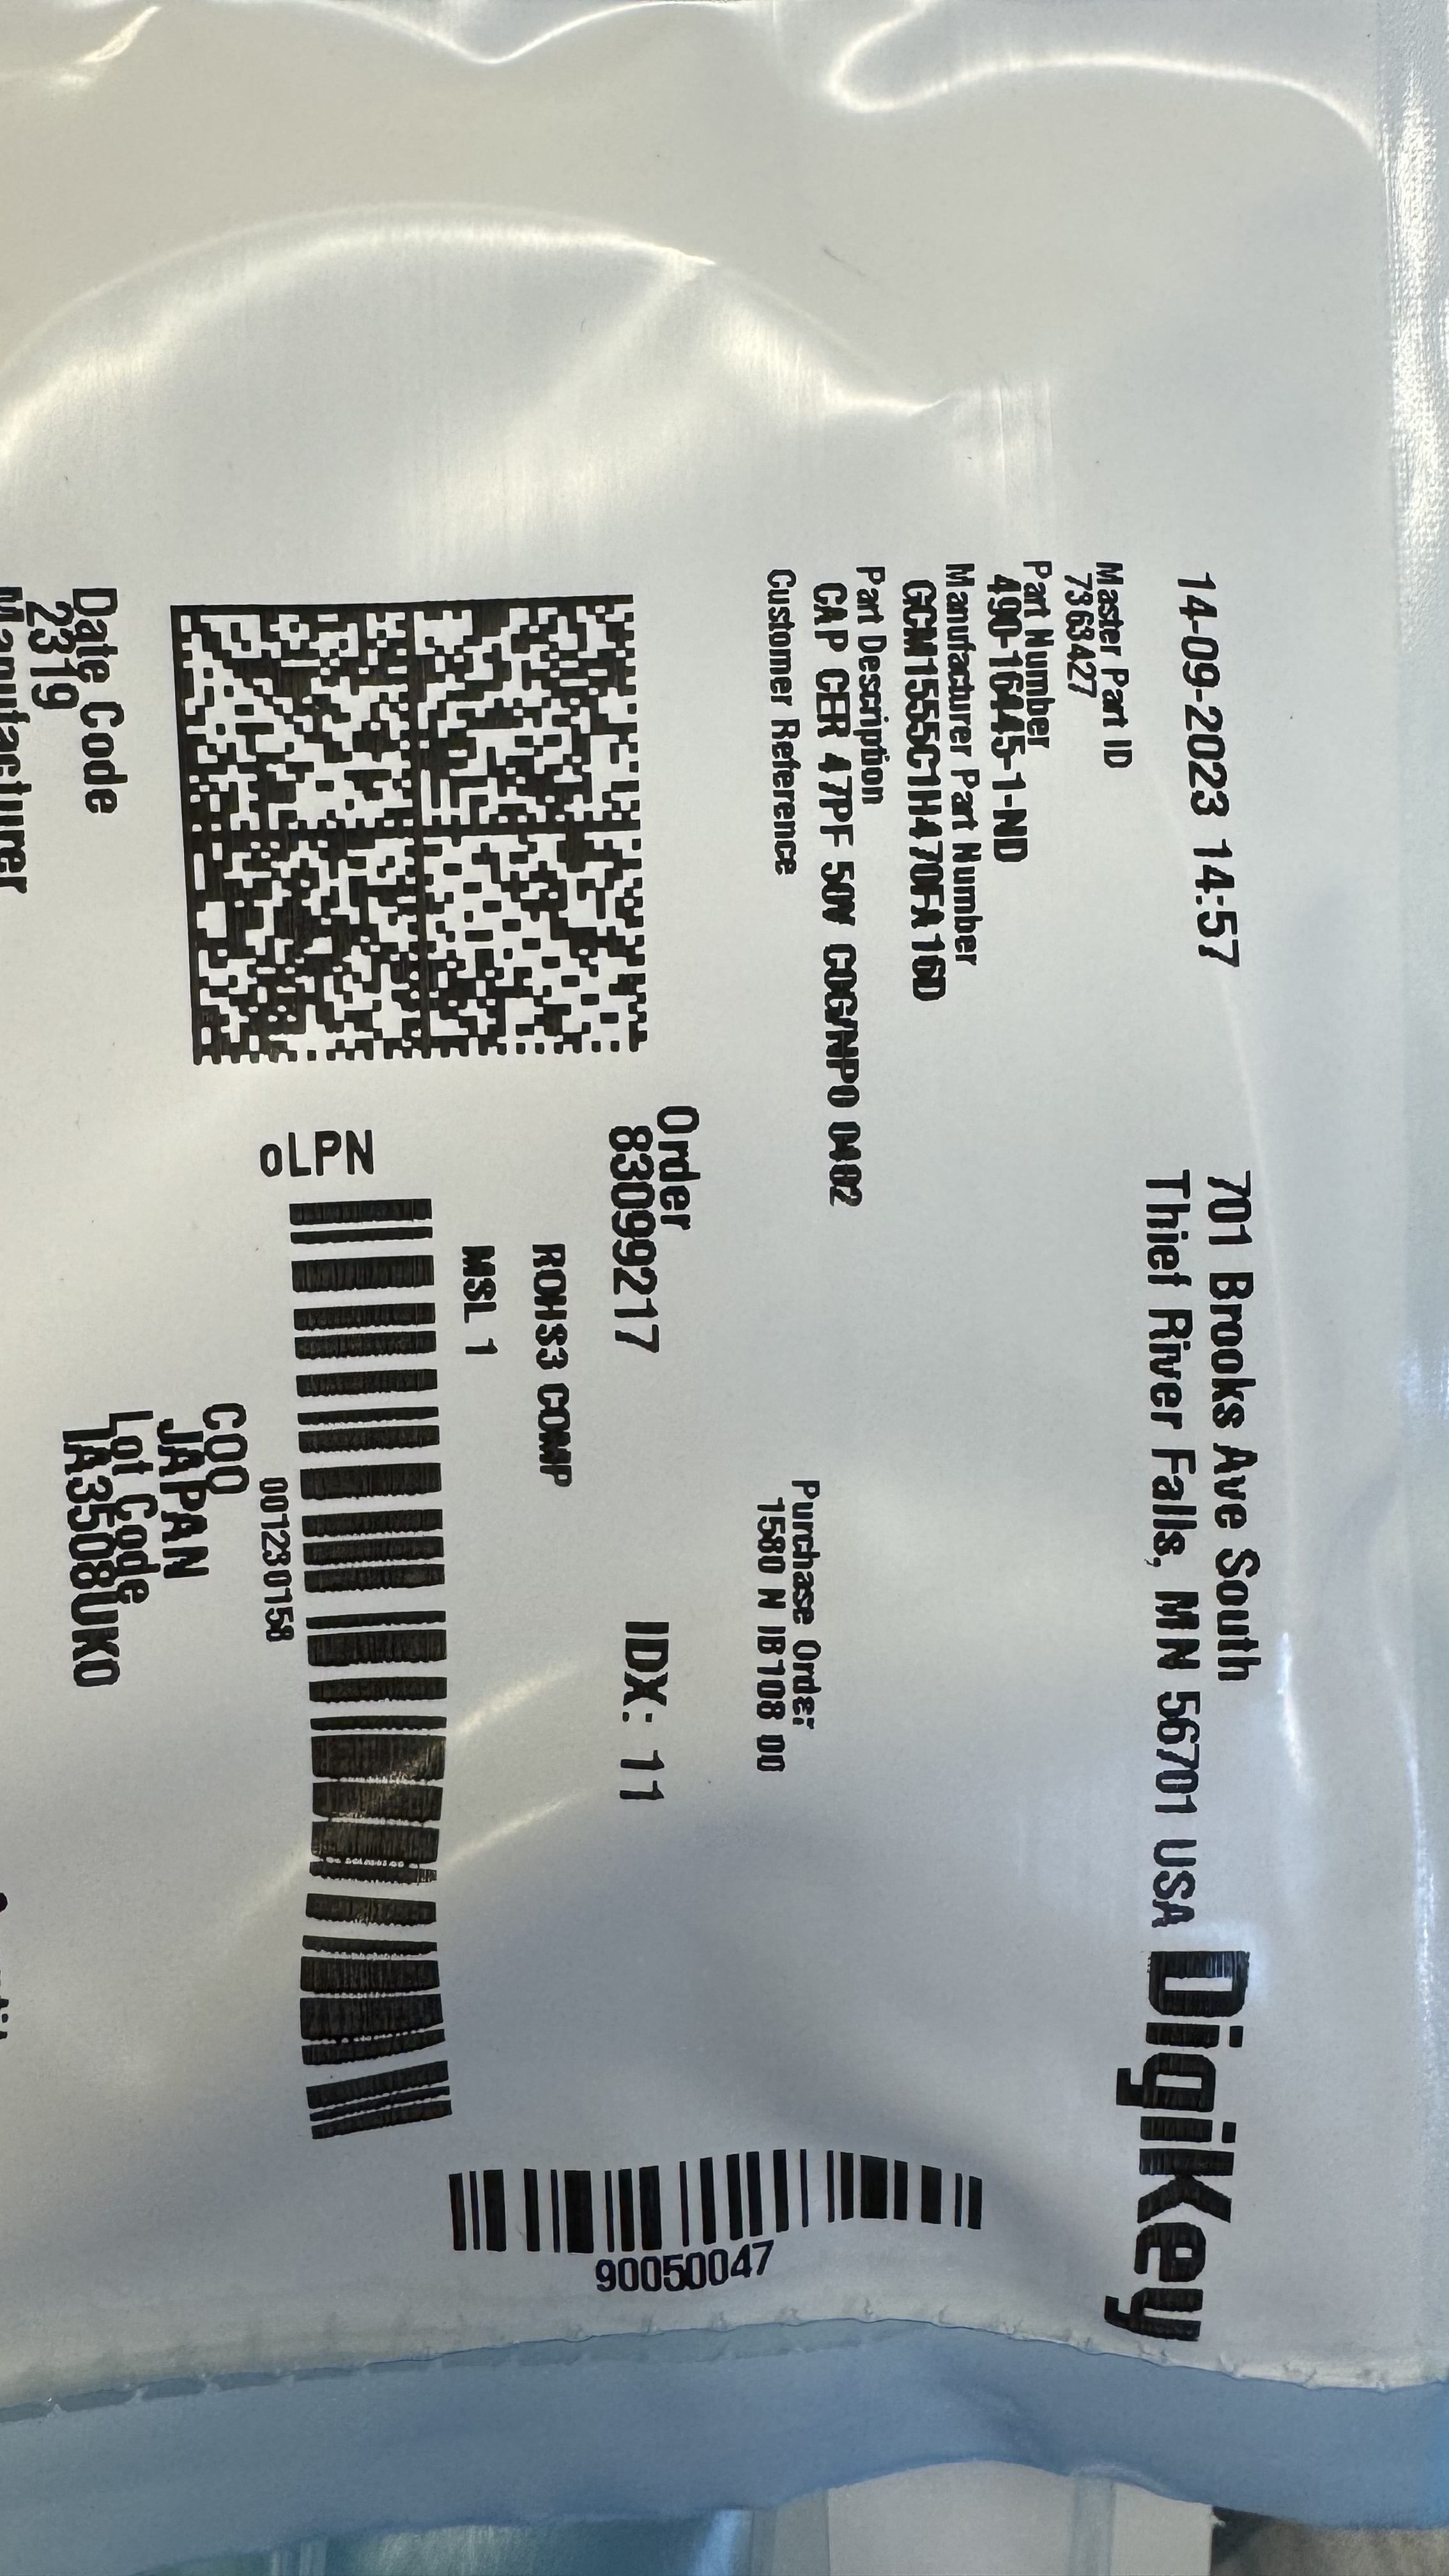 14-09-2023 14:57
701 Brooks Ave South
Thief River Falls, MN 56701 USA
DigiKey
Master Part ID
7363427
Part Number
490-16445-1-ND
Manufacturer Part Number
GCM1555C1H470FA16D
Part Description
CAP CER 47PF 50V C0G/NP0 0402
Customer Reference
Purchase Order:
1580 N IB108 00
Order
8309217
IDX: 11
ROHS3 COMP
MSL 1
oLPN
001230158
90050047
COO
JAPAN
Lot Code
IA3508UK0
Date Code
2319
Manufacturer